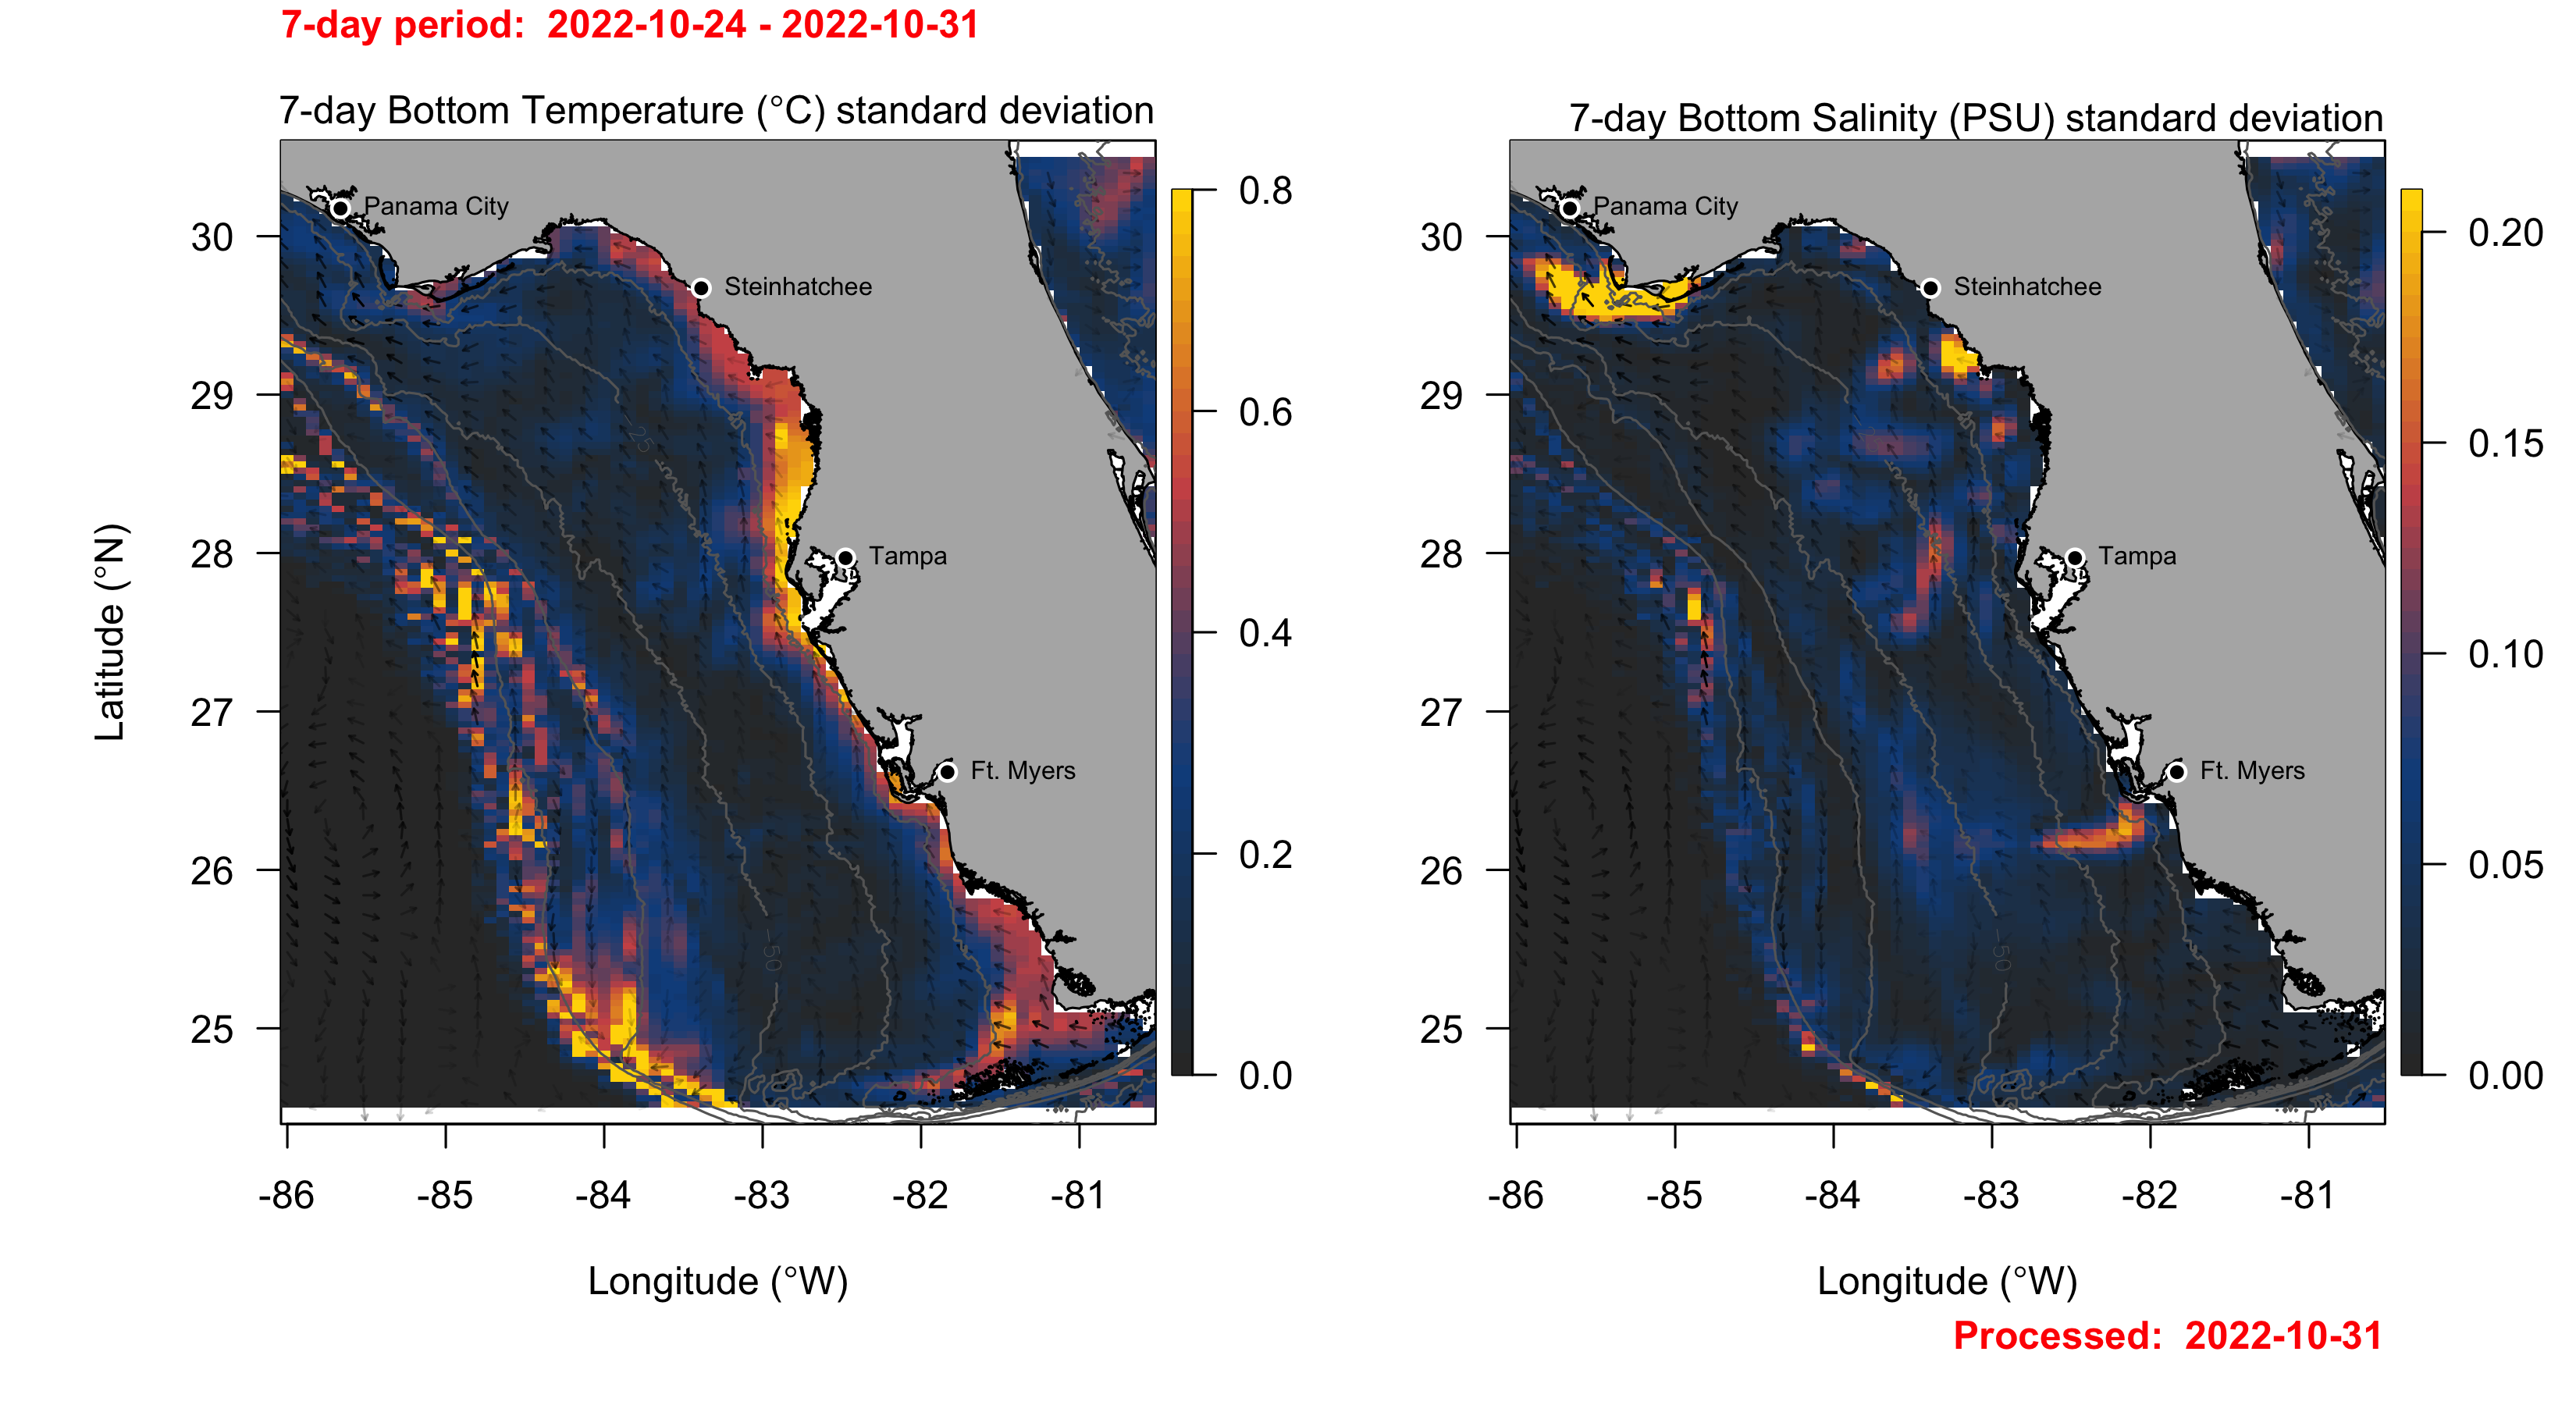 7-day period:  2022-10-24 - 2022-10-31
7-day Bottom Temperature (°C) standard deviation
Latitude (°N)
30
29
28
27
26
25
Panama City
Steinhatchee
Tampa
Ft. Myers
-25
-50
-86 -85 -84 -83 -82 -81
Longitude (°W)
0.8
0.6
0.4
0.2
0.0
7-day Bottom Salinity (PSU) standard deviation
30
29
28
27
26
25
Panama City
Steinhatchee
Tampa
Ft. Myers
-50
-86 -85 -84 -83 -82 -81
Longitude (°W)
0.20
0.15
0.10
0.05
0.00
Processed:  2022-10-31